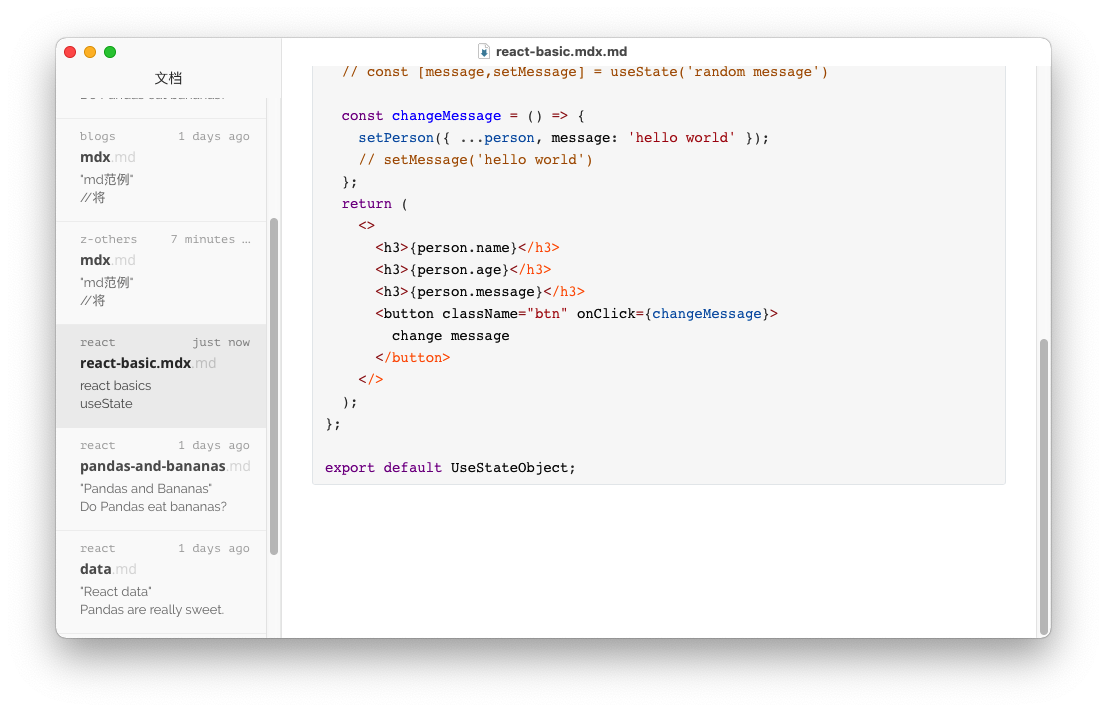 react-basic.mdx.md
文档
blogs 1 days ago
mdx.md
"md范例"
//将
z-others 7 minutes …
mdx.md
"md范例"
//将
react just now
react-basic.mdx.md
react basics
useState
react 1 days ago
pandas-and-bananas.md
"Pandas and Bananas"
Do Pandas eat bananas?
react 1 days ago
data.md
"React data"
Pandas are really sweet.
// const [message,setMessage] = useState('random message')
const changeMessage = () => {
setPerson({ ...person, message: 'hello world' });
// setMessage('hello world')
};
return (
<>
<h3>{person.name}</h3>
<h3>{person.age}</h3>
<h3>{person.message}</h3>
<button className="btn" onClick={changeMessage}>
change message
</button>
</>
);
};
export default UseStateObject;